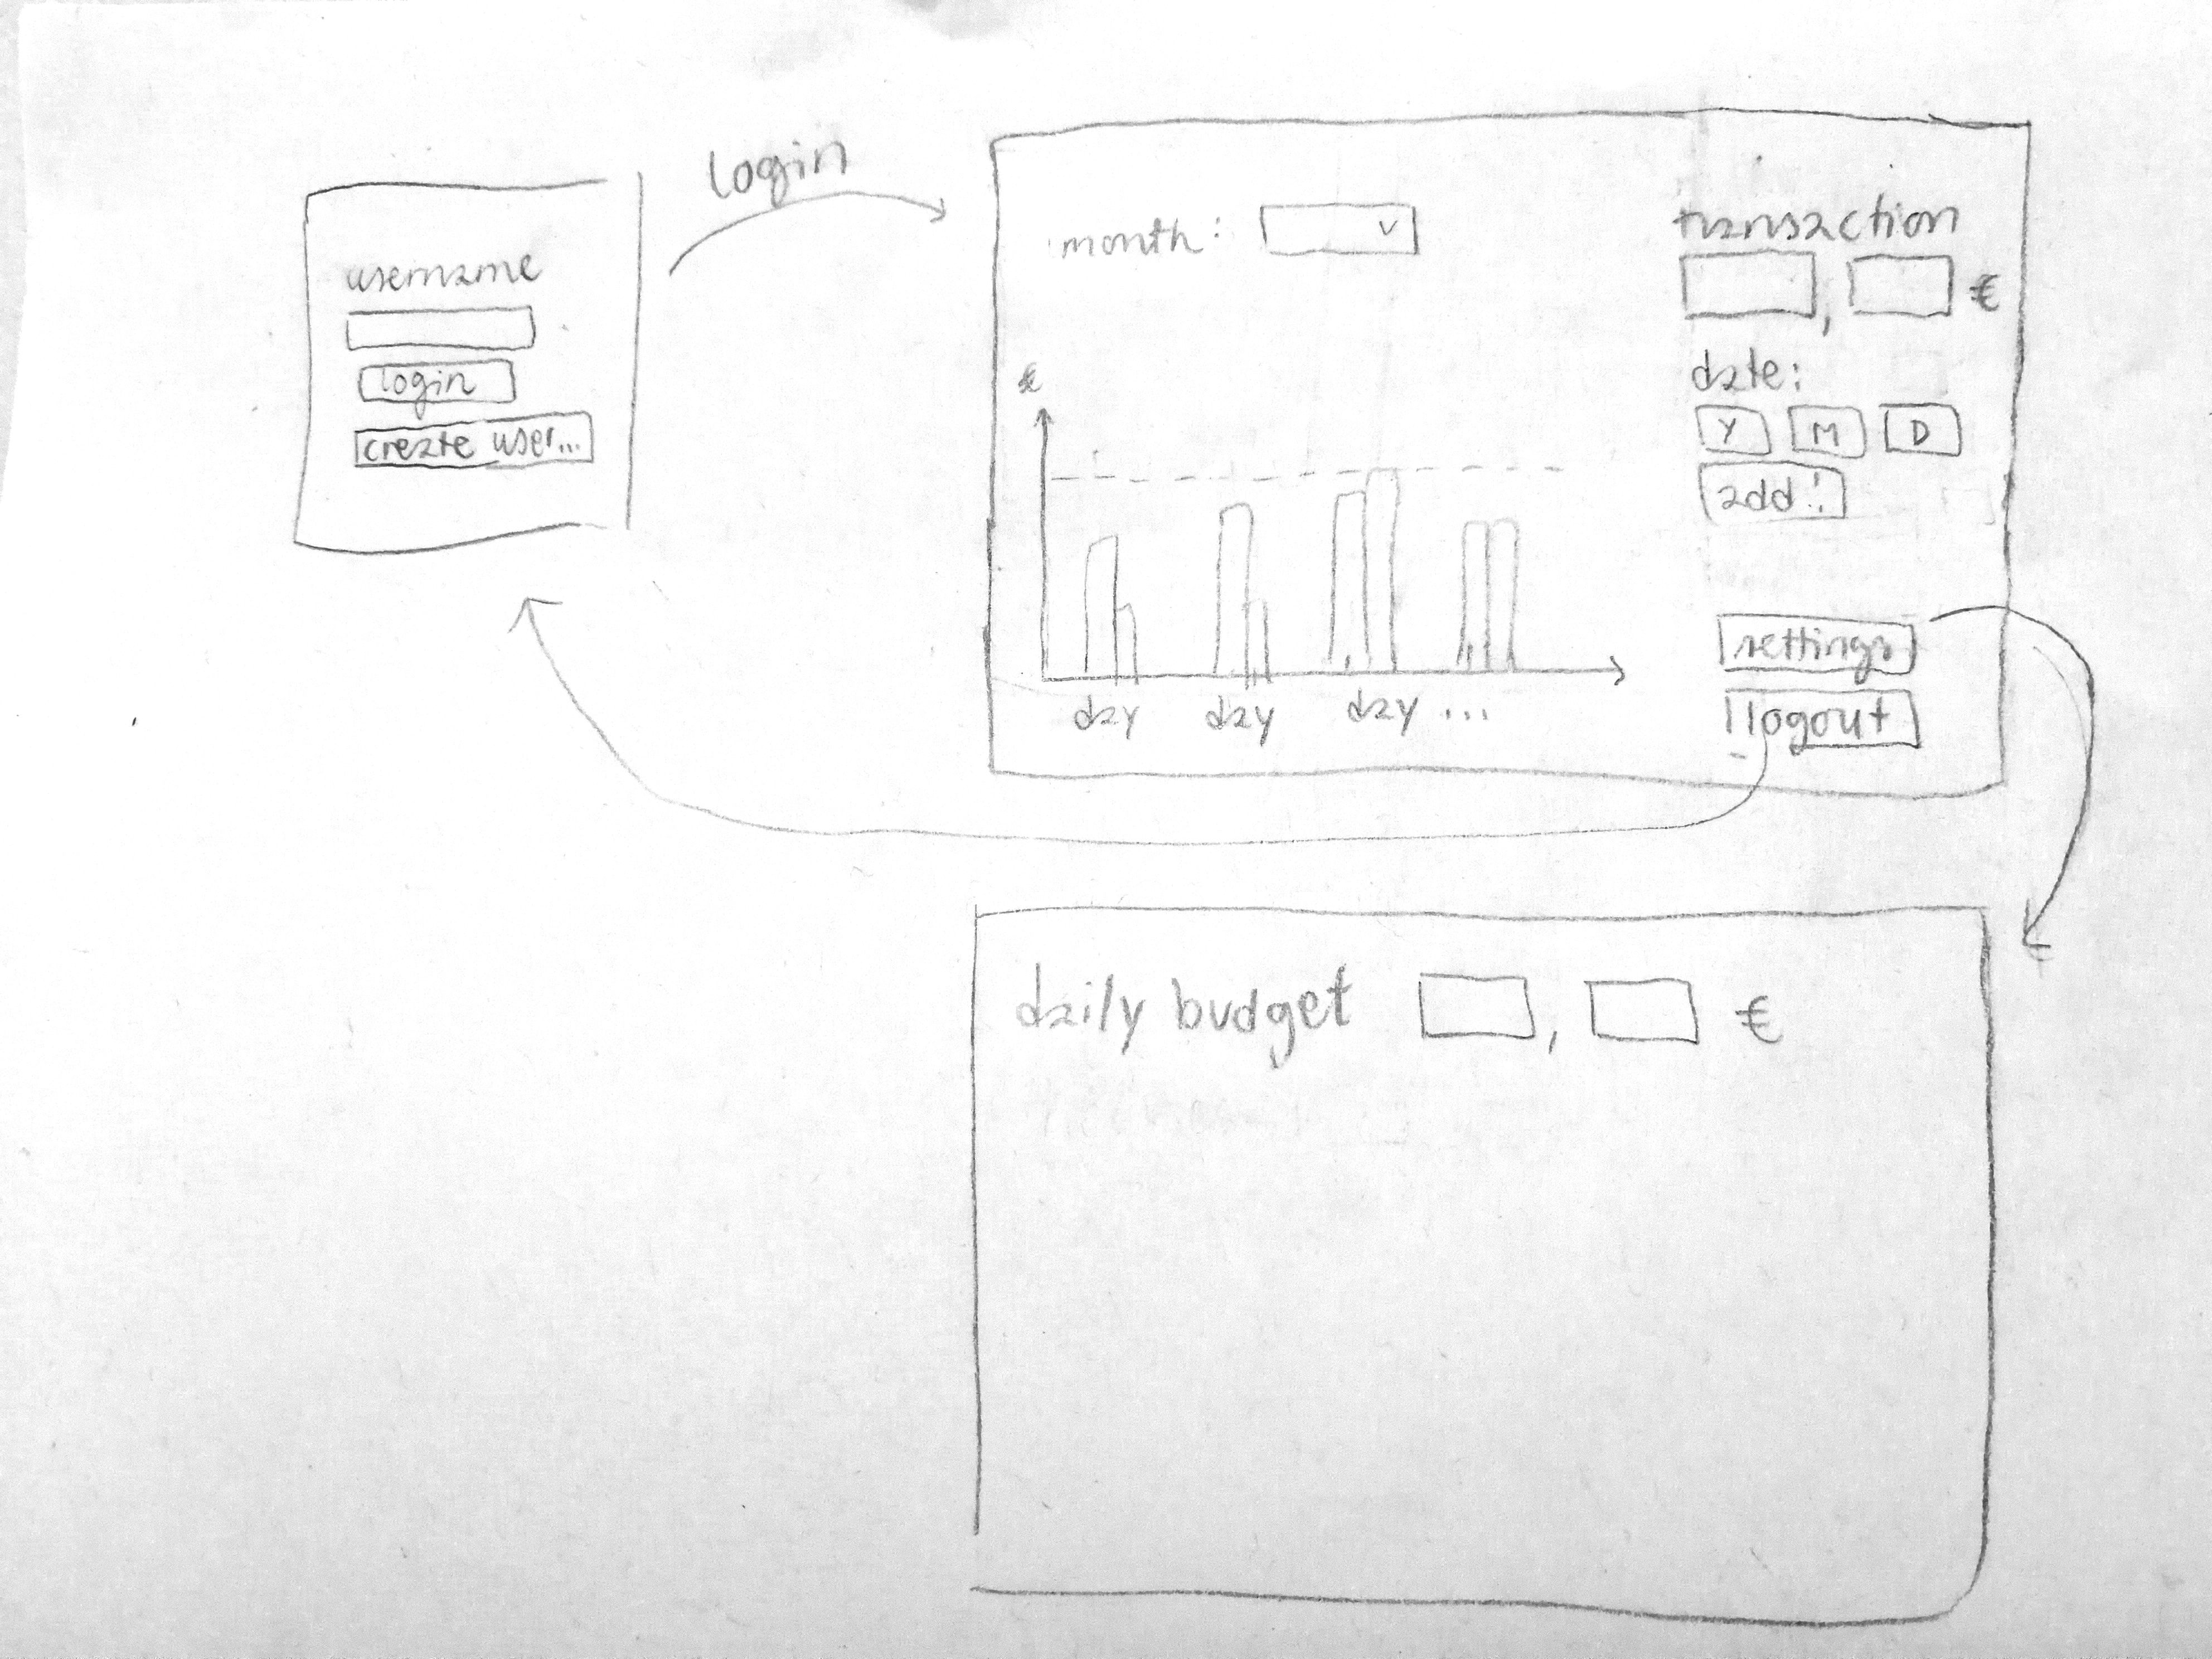 login
username
login
create user...
month: v
transaction
, €
date:
Y M D
add!
€
day day day ...
settings
logout
daily budget , €